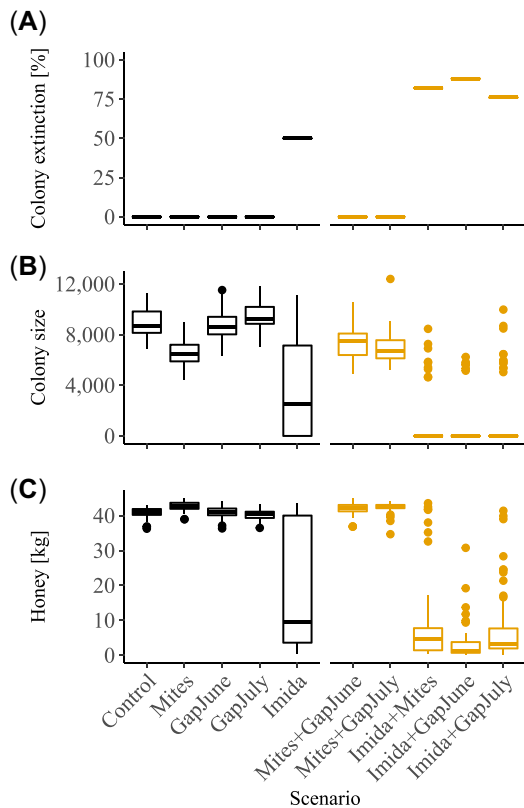 (A)
Colony extinction [%]
100
75
50
25
0
(B)
Colony size
12,000
8,000
4,000
0
(C)
Honey [kg]
40
30
20
10
0
Control
Mites
GapJune
GapJuly
Imida
Mites+GapJune
Mites+GapJuly
Imida+Mites
Imida+GapJune
Imida+GapJuly
Scenario